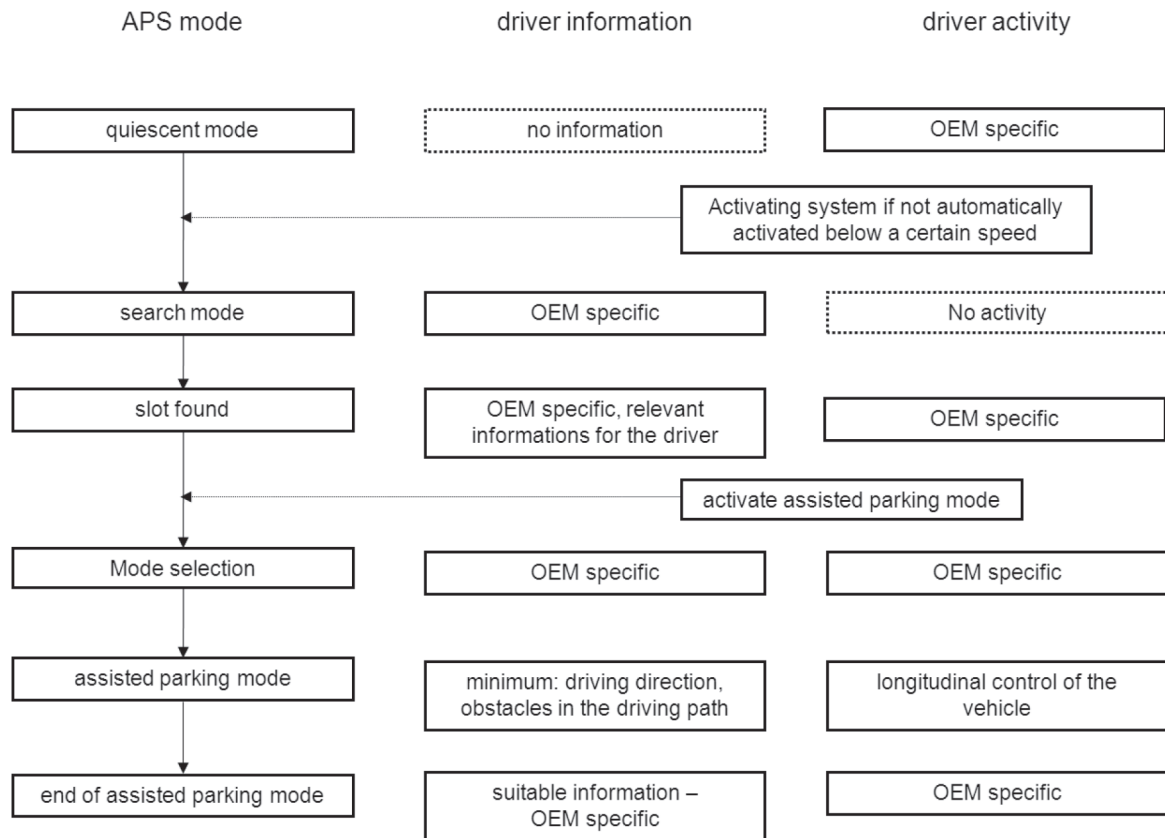 APS mode
driver information
driver activity
quiescent mode
no information
OEM specific
Activating system if not automatically
activated below a certain speed
search mode
OEM specific
No activity
slot found
OEM specific, relevant
informations for the driver
OEM specific
activate assisted parking mode
Mode selection
OEM specific
OEM specific
assisted parking mode
minimum: driving direction,
obstacles in the driving path
longitudinal control of the
vehicle
end of assisted parking mode
suitable information –
OEM specific
OEM specific